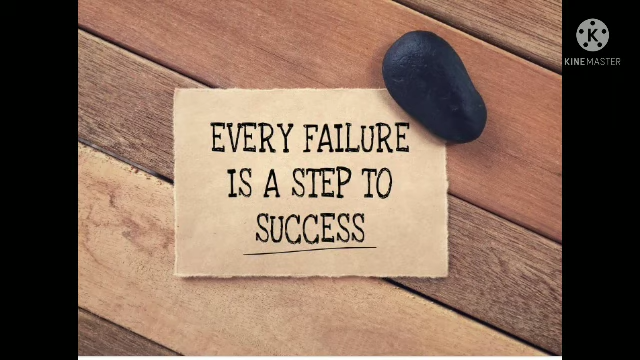 EVERY FAILURE
IS A STEP TO
SUCCESS
K
KINEMASTER